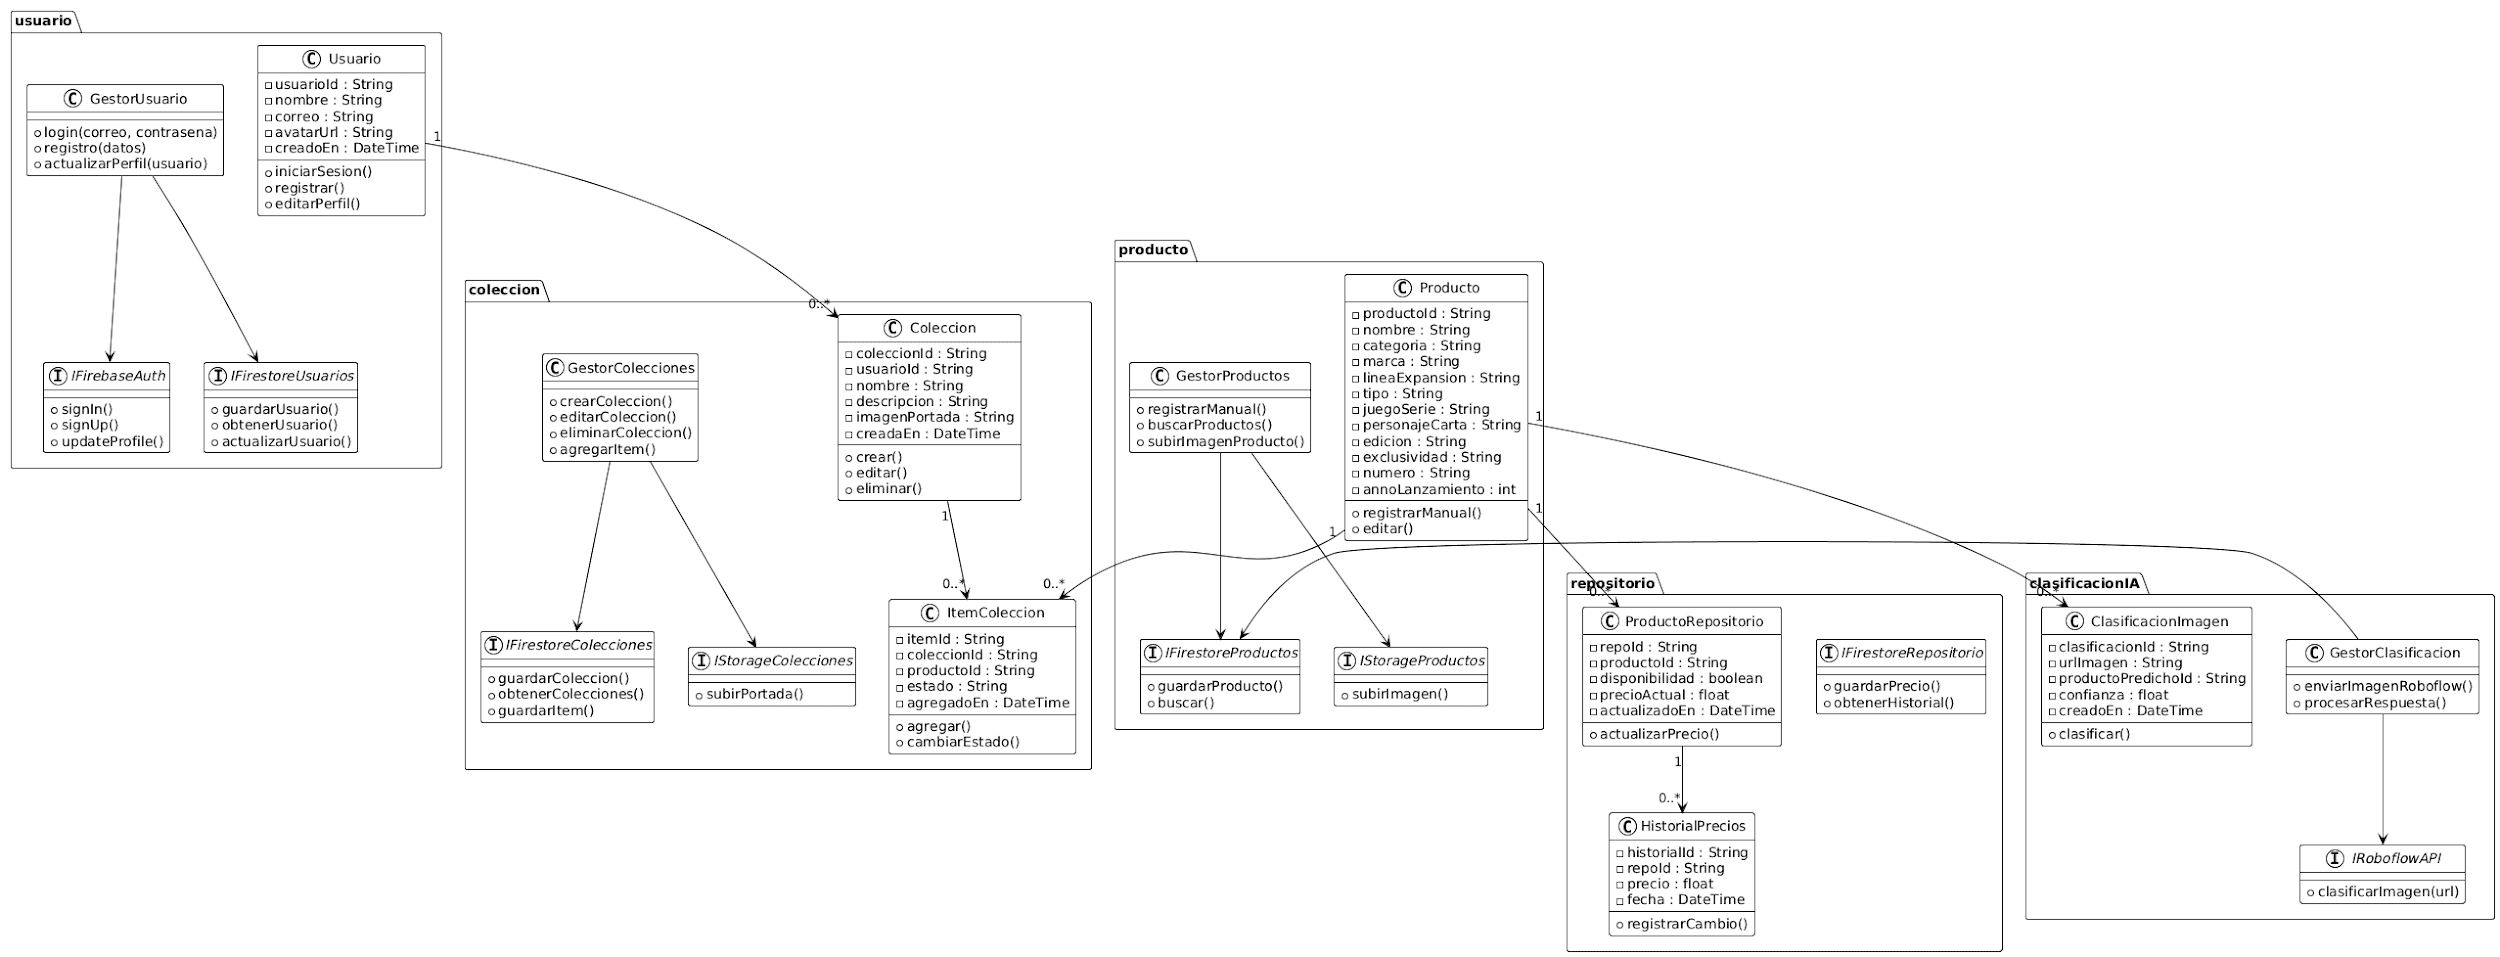 usuario
Usuario
usuarioId : String
nombre : String
correo : String
avatarUrl : String
creadoEn : DateTime
iniciarSesion()
registrar()
editarPerfil()
GestorUsuario
login(correo, contrasena)
registro(datos)
actualizarPerfil(usuario)
IFirebaseAuth
signIn()
signUp()
updateProfile()
IFirestoreUsuarios
guardarUsuario()
obtenerUsuario()
actualizarUsuario()
1
0..*
coleccion
Coleccion
coleccionId : String
usuarioId : String
nombre : String
descripcion : String
imagenPortada : String
creadaEn : DateTime
crear()
editar()
eliminar()
GestorColecciones
crearColeccion()
editarColeccion()
eliminarColeccion()
agregarItem()
1
0..*
IFirestoreColecciones
guardarColeccion()
obtenerColecciones()
guardarItem()
IStorageColecciones
subirPortada()
ItemColeccion
itemId : String
coleccionId : String
productoId : String
estado : String
agregadoEn : DateTime
agregar()
cambiarEstado()
producto
Producto
productoId : String
nombre : String
categoria : String
marca : String
lineaExpansion : String
tipo : String
juegoSerie : String
personajeCarta : String
edicion : String
exclusividad : String
numero : String
annoLanzamiento : int
registrarManual()
editar()
GestorProductos
registrarManual()
buscarProductos()
subirImagenProducto()
1
0..*
1
0..*
1
0..*
IFirestoreProductos
guardarProducto()
buscar()
IStorageProductos
subirImagen()
repositorio
ProductoRepositorio
repoId : String
productoId : String
disponibilidad : boolean
precioActual : float
actualizadoEn : DateTime
actualizarPrecio()
IFirestoreRepositorio
guardarPrecio()
obtenerHistorial()
1
0..*
HistorialPrecios
historialId : String
repoId : String
precio : float
fecha : DateTime
registrarCambio()
clasificacionIA
ClasificacionImagen
clasificacionId : String
urlImagen : String
productoPredichoId : String
confianza : float
creadoEn : DateTime
clasificar()
GestorClasificacion
enviarImagenRoboflow()
procesarRespuesta()
IRoboflowAPI
clasificarImagen(url)